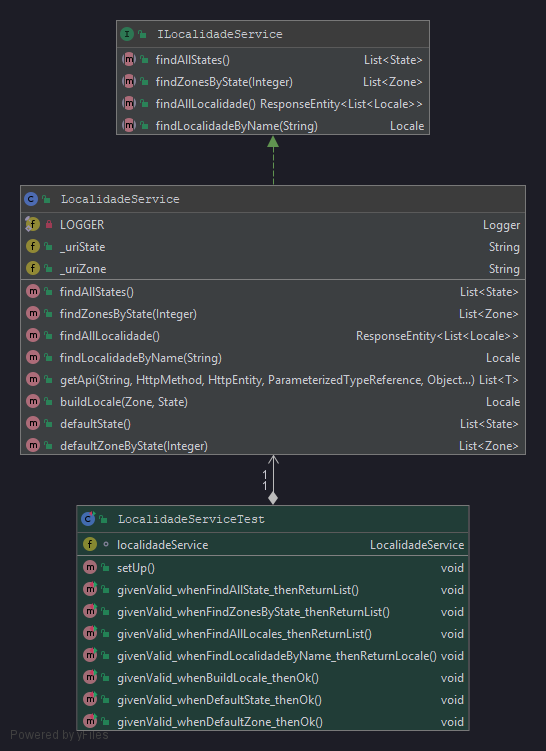 ILocalidadeService
findAllStates() List<State>
findZonesByState(Integer) List<Zone>
findAllLocalidade() ResponseEntity<List<Locale>>
findLocalidadeByName(String) Locale
LocalidadeService
LOGGER Logger
_uriState String
_uriZone String
findAllStates() List<State>
findZonesByState(Integer) List<Zone>
findAllLocalidade() ResponseEntity<List<Locale>>
findLocalidadeByName(String) Locale
getApi(String, HttpMethod, HttpEntity, ParameterizedTypeReference, Object...) List<T>
buildLocale(Zone, State) Locale
defaultState() List<State>
defaultZoneByState(Integer) List<Zone>
1
1
LocalidadeServiceTest
localidadeService LocalidadeService
setUp() void
givenValid_whenFindAllState_thenReturnList() void
givenValid_whenFindZonesByState_thenReturnList() void
givenValid_whenFindAllLocales_thenReturnList() void
givenValid_whenFindLocalidadeByName_thenReturnLocale() void
givenValid_whenBuildLocale_thenOk() void
givenValid_whenDefaultState_thenOk() void
givenValid_whenDefaultZone_thenOk() void
Powered by yFiles